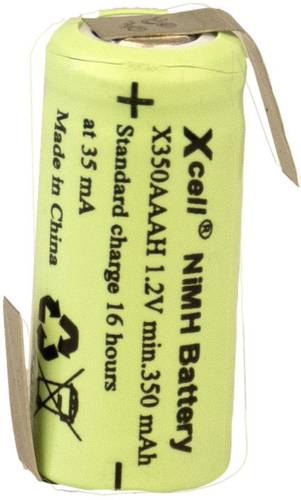 Xcell® NiMH Battery
X350AAAH 1.2V min.350 mAh
Standard charge 16 hours
at 35 mA
Made in China
+
-